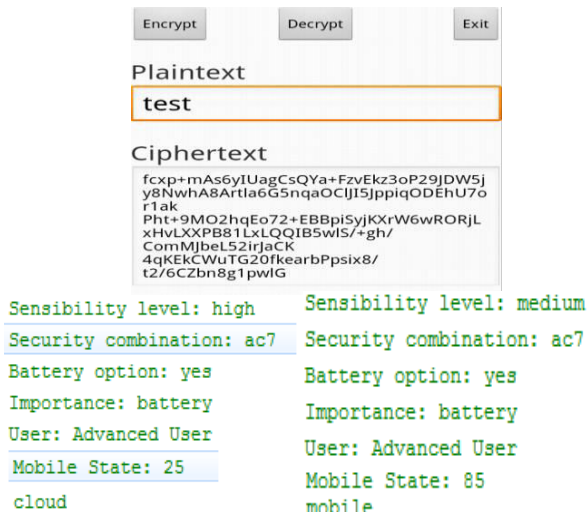 Encrypt Decrypt Exit
Plaintext
test
Ciphertext
fcxp+mAs6yIUagCsQYa+FzvEkz3oP29JDW5j
y8NwhA8Artla6G5nqaOClJI5JppiqODEhU7o
r1ak
Pht+9MO2hqEo72+EBBpiSyjKXrW6wRORjL
xHvLXXPB81LxLQQIB5wlS/+gh/
ComMJbeL52irJaCK
4qKEkCWuTG20fkearbPpsix8/
t2/6CZbn8g1pwlG
Sensibility level: high
Security combination: ac7
Battery option: yes
Importance: battery
User: Advanced User
Mobile State: 25
cloud
Sensibility level: medium
Security combination: ac7
Battery option: yes
Importance: battery
User: Advanced User
Mobile State: 85
mobile